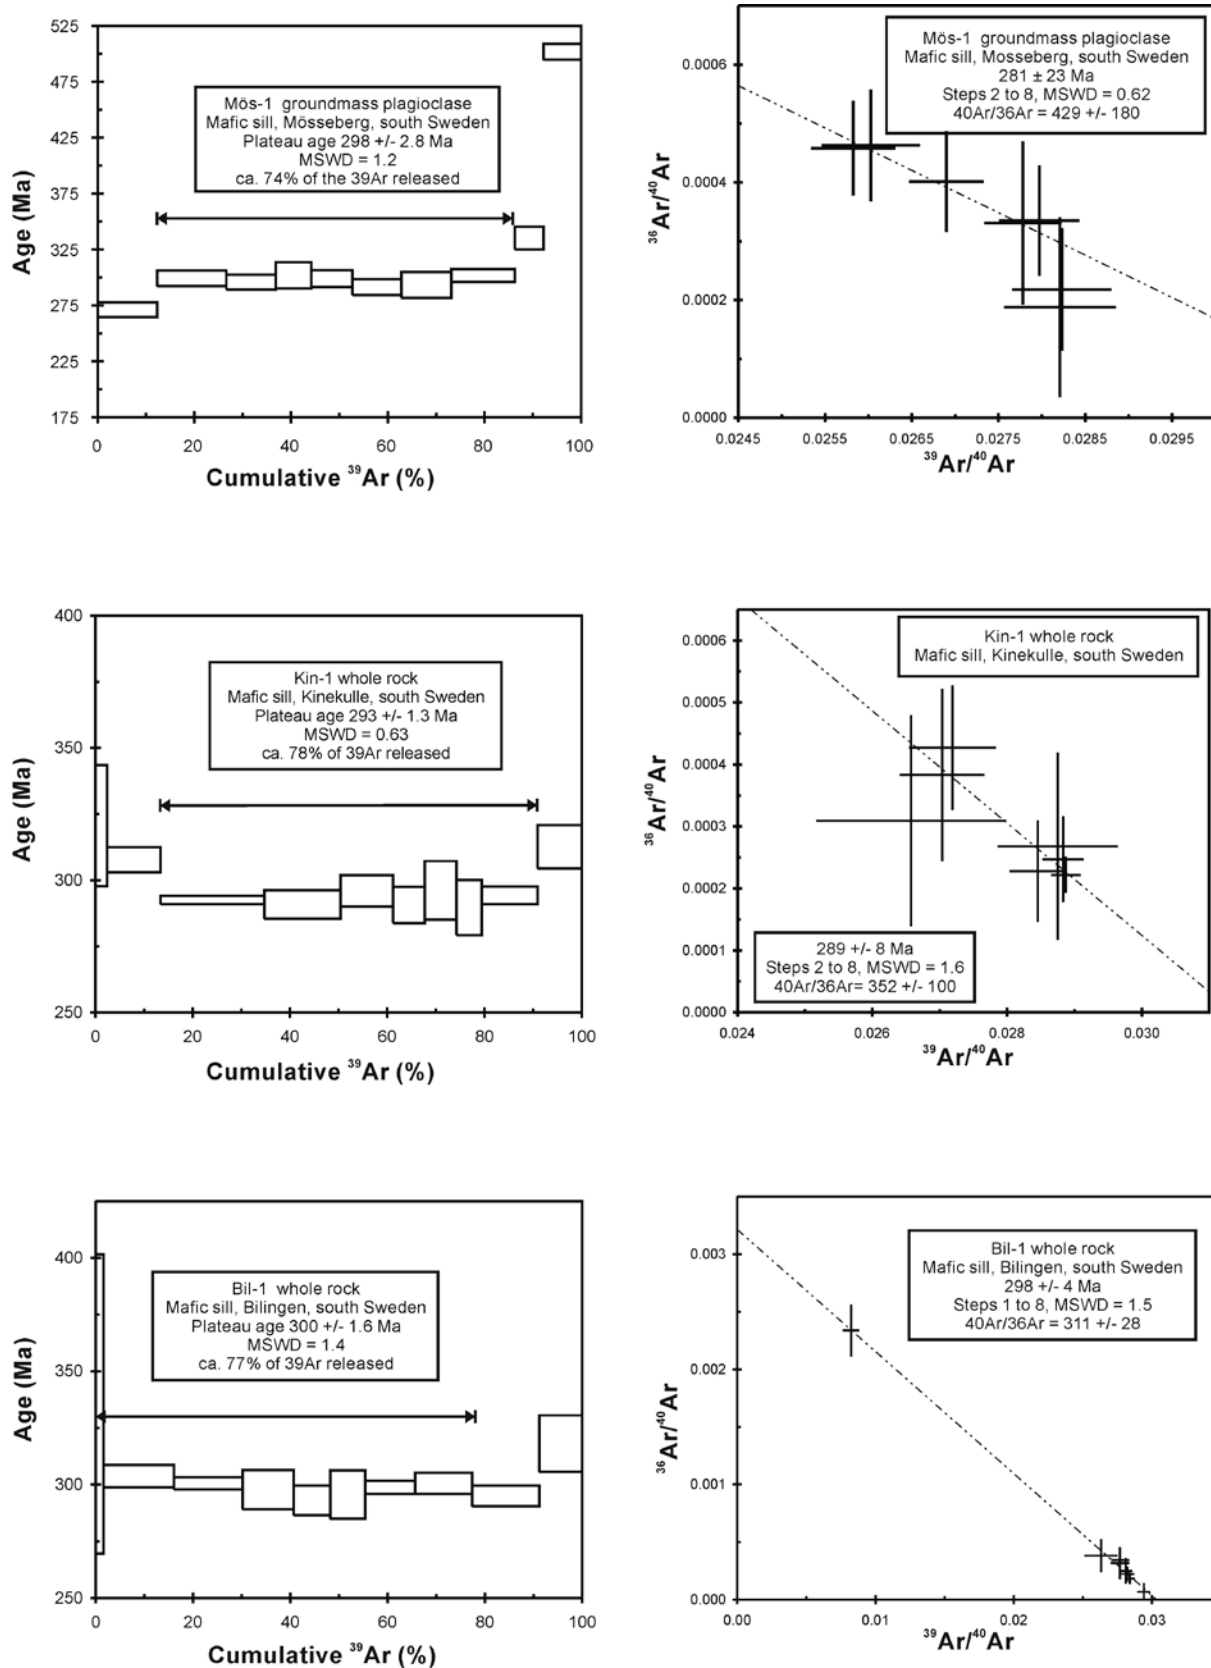 525
475
425
375
325
275
225
175
Age (Ma)
Mös-1 groundmass plagioclase
Mafic sill, Mösseberg, south Sweden
Plateau age 298 +/- 2.8 Ma
MSWD = 1.2
ca. 74% of the 39Ar released
0 20 40 60 80 100
Cumulative ³⁹Ar (%)
0.0006
0.0004
0.0002
0.0000
³⁶Ar/⁴⁰Ar
Mös-1 groundmass plagioclase
Mafic sill, Mosseberg, south Sweden
281 ± 23 Ma
Steps 2 to 8, MSWD = 0.62
40Ar/36Ar = 429 +/- 180
0.0245 0.0255 0.0265 0.0275 0.0285 0.0295
³⁹Ar/⁴⁰Ar
400
350
300
250
Age (Ma)
Kin-1 whole rock
Mafic sill, Kinekulle, south Sweden
Plateau age 293 +/- 1.3 Ma
MSWD = 0.63
ca. 78% of 39Ar released
0 20 40 60 80 100
Cumulative ³⁹Ar (%)
0.0006
0.0005
0.0004
0.0003
0.0002
0.0001
0.0000
³⁶Ar/⁴⁰Ar
Kin-1 whole rock
Mafic sill, Kinekulle, south Sweden
289 +/- 8 Ma
Steps 2 to 8, MSWD = 1.6
40Ar/36Ar= 352 +/- 100
0.024 0.026 0.028 0.030
³⁹Ar/⁴⁰Ar
400
350
300
250
Age (Ma)
Bil-1 whole rock
Mafic sill, Bilingen, south Sweden
Plateau age 300 +/- 1.6 Ma
MSWD = 1.4
ca. 77% of 39Ar released
0 20 40 60 80 100
Cumulative ³⁹Ar (%)
0.003
0.002
0.001
0.000
³⁶Ar/⁴⁰Ar
Bil-1 whole rock
Mafic sill, Bilingen, south Sweden
298 +/- 4 Ma
Steps 1 to 8, MSWD = 1.5
40Ar/36Ar = 311 +/- 28
0.00 0.01 0.02 0.03
³⁹Ar/⁴⁰Ar